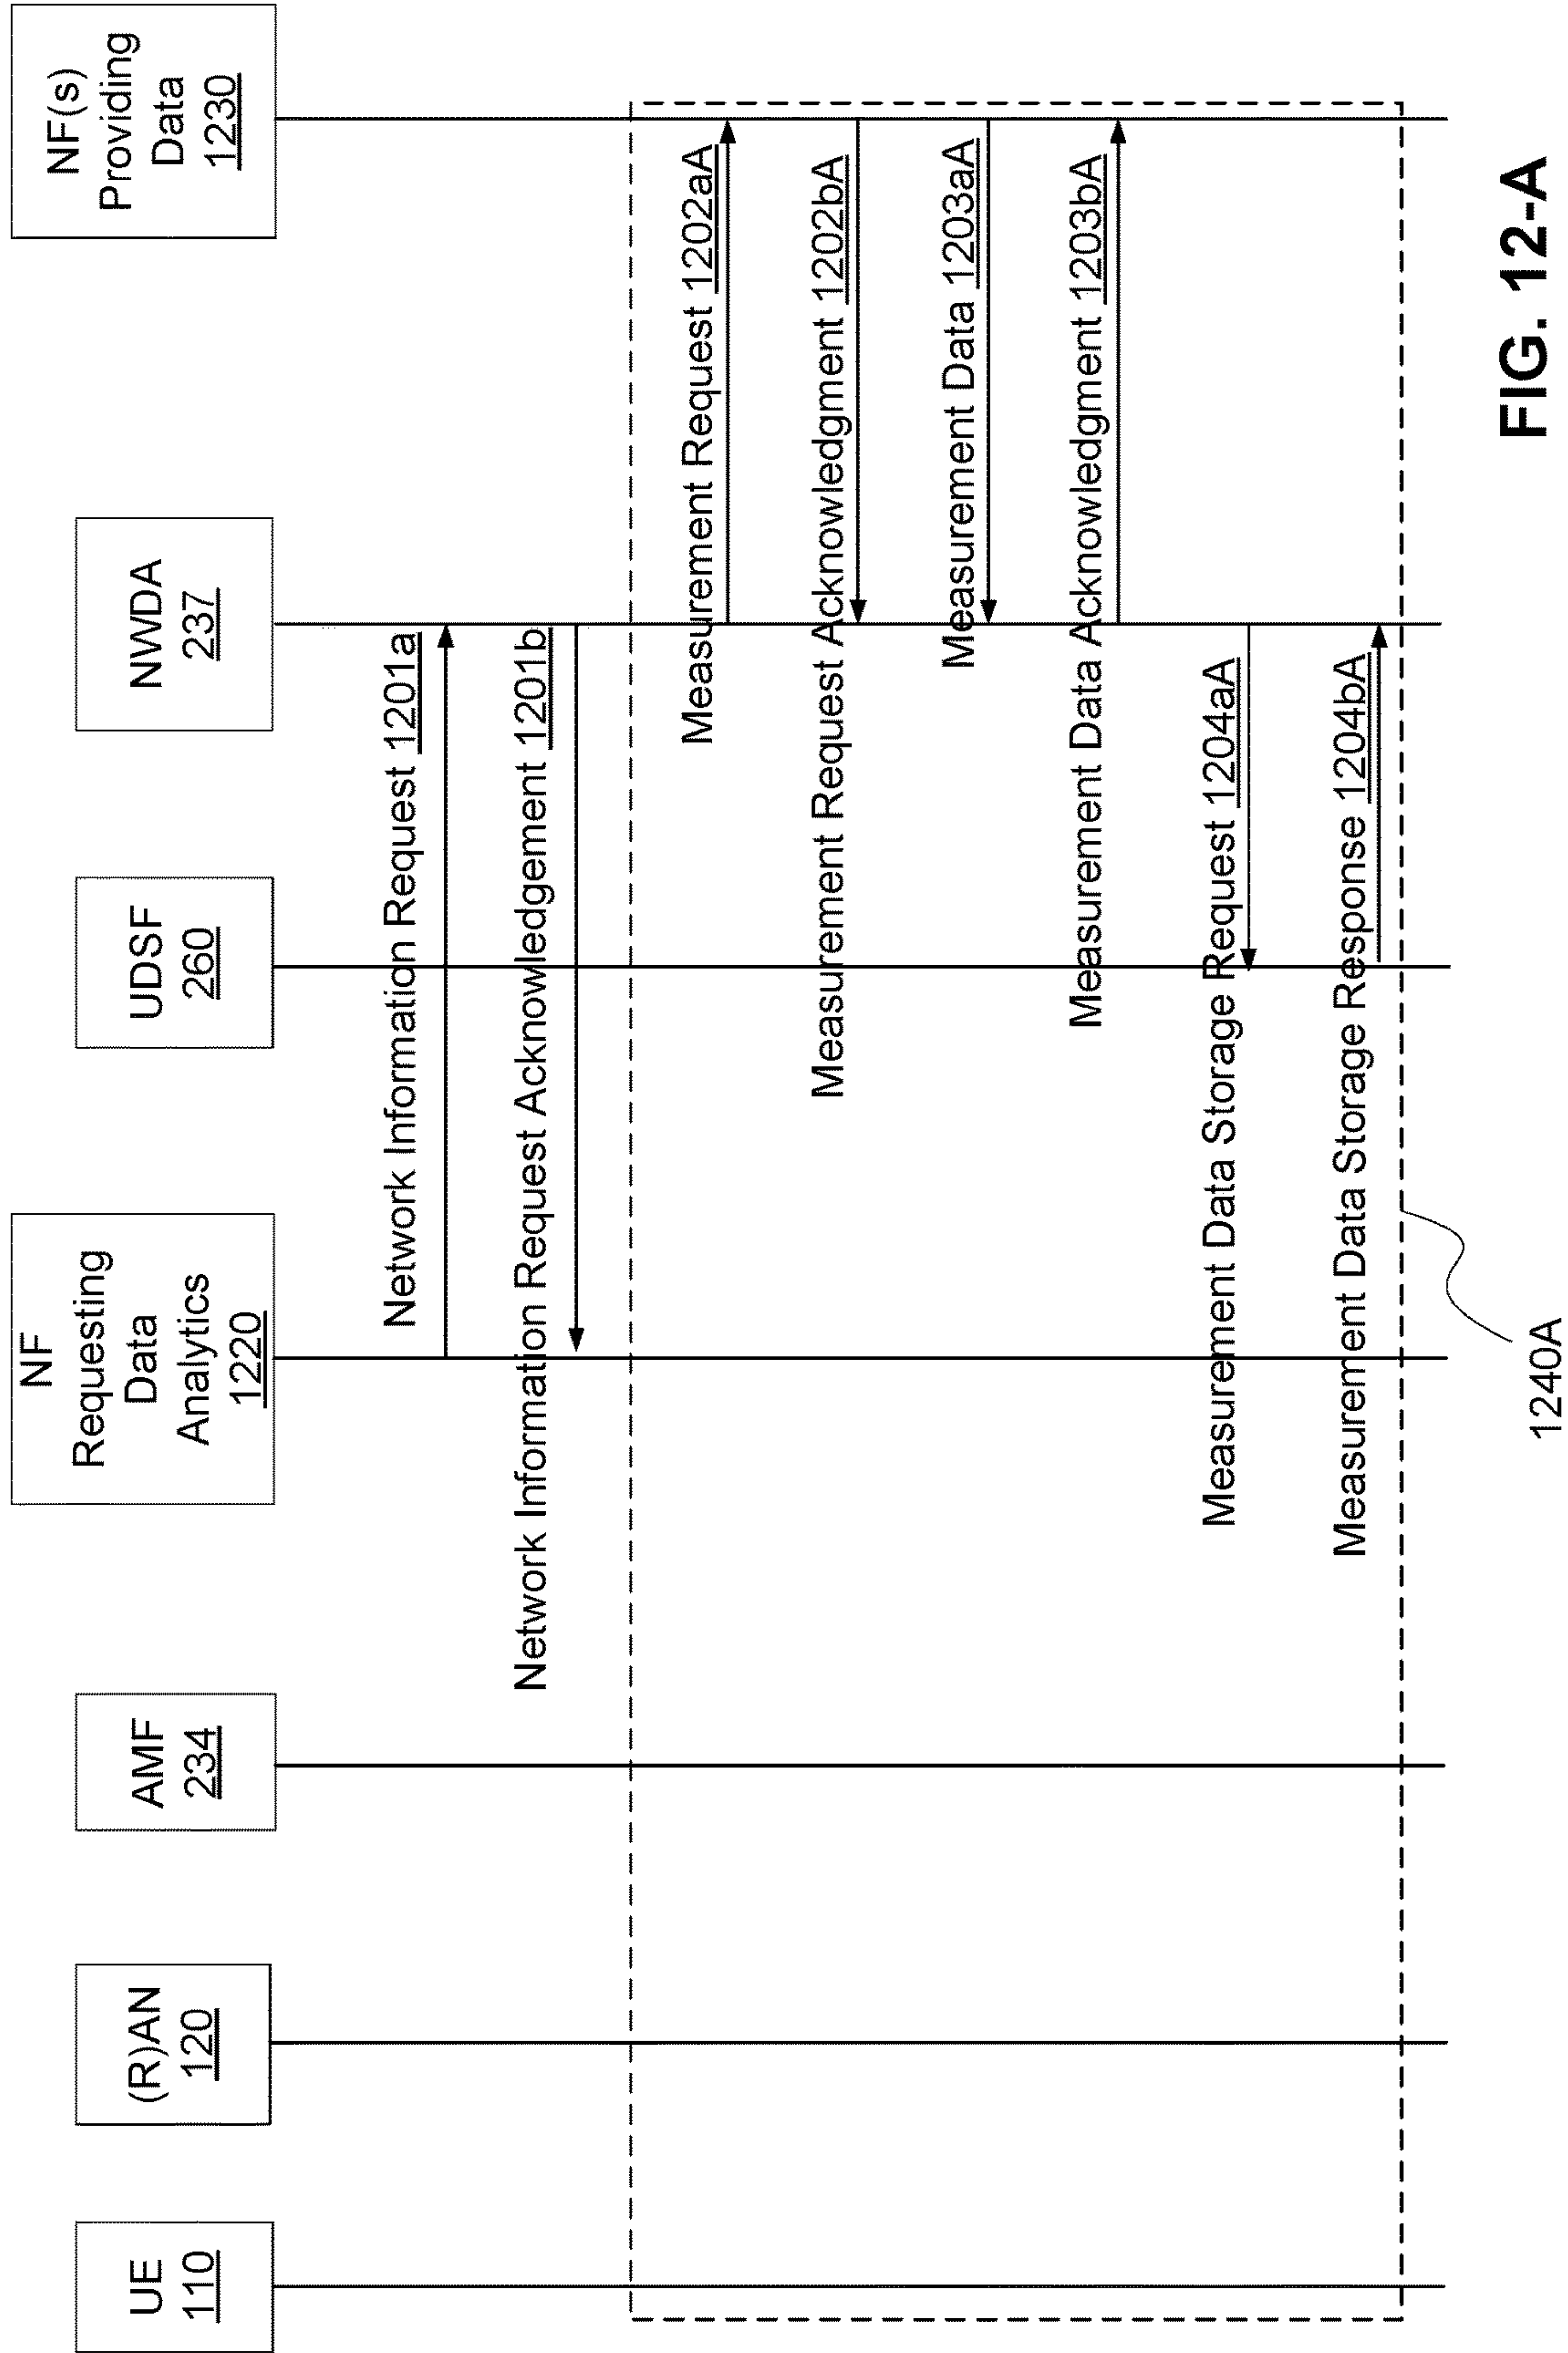 UE
110
(R)AN
120
AMF
234
NF
Requesting
Data
Analytics
1220
UDSF
260
NWDA
237
NF(s)
Providing
Data
1230
Network Information Request 1201a
Network Information Request Acknowledgement 1201b
Measurement Request 1202aA
Measurement Request Acknowledgment 1202bA
Measurement Data 1203aA
Measurement Data Acknowledgment 1203bA
Measurement Data Storage Request 1204aA
Measurement Data Storage Response 1204bA
1240A
FIG. 12-A